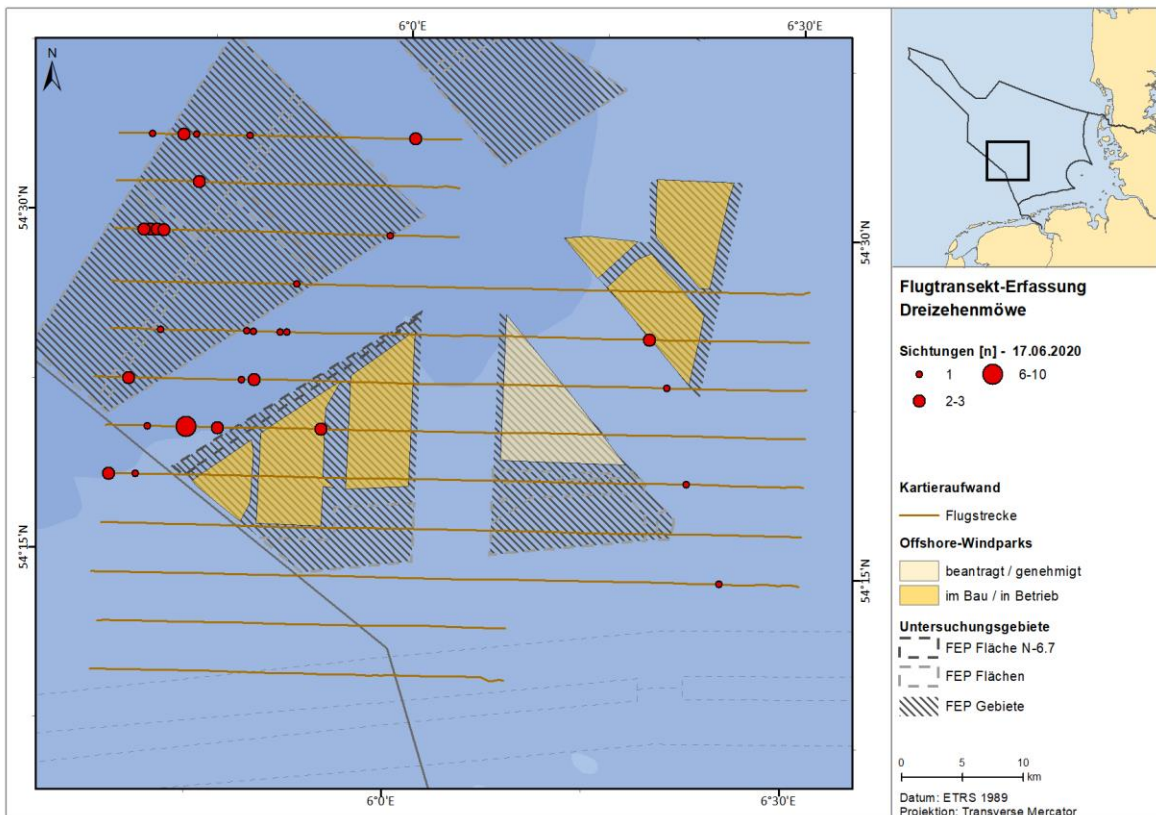 6°0'E
6°30'E
N
54°30'N
54°30'N
54°15'N
54°15'N
6°0'E
6°30'E
Flugtransekt-Erfassung
Dreizehenmöwe
Sichtungen [n] - 17.06.2020
1
6-10
2-3
Kartieraufwand
Flugstrecke
Offshore-Windparks
beantragt / genehmigt
im Bau / in Betrieb
Untersuchungsgebiete
FEP Fläche N-6.7
FEP Flächen
FEP Gebiete
0 5 10
km
Datum: ETRS 1989
Projektion: Transverse Mercator